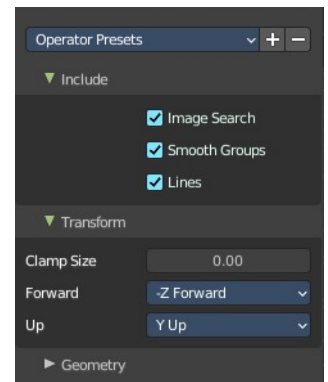 Operator Presets
Include
Image Search
Smooth Groups
Lines
Transform
Clamp Size 0.00
Forward -Z Forward
Up Y Up
Geometry